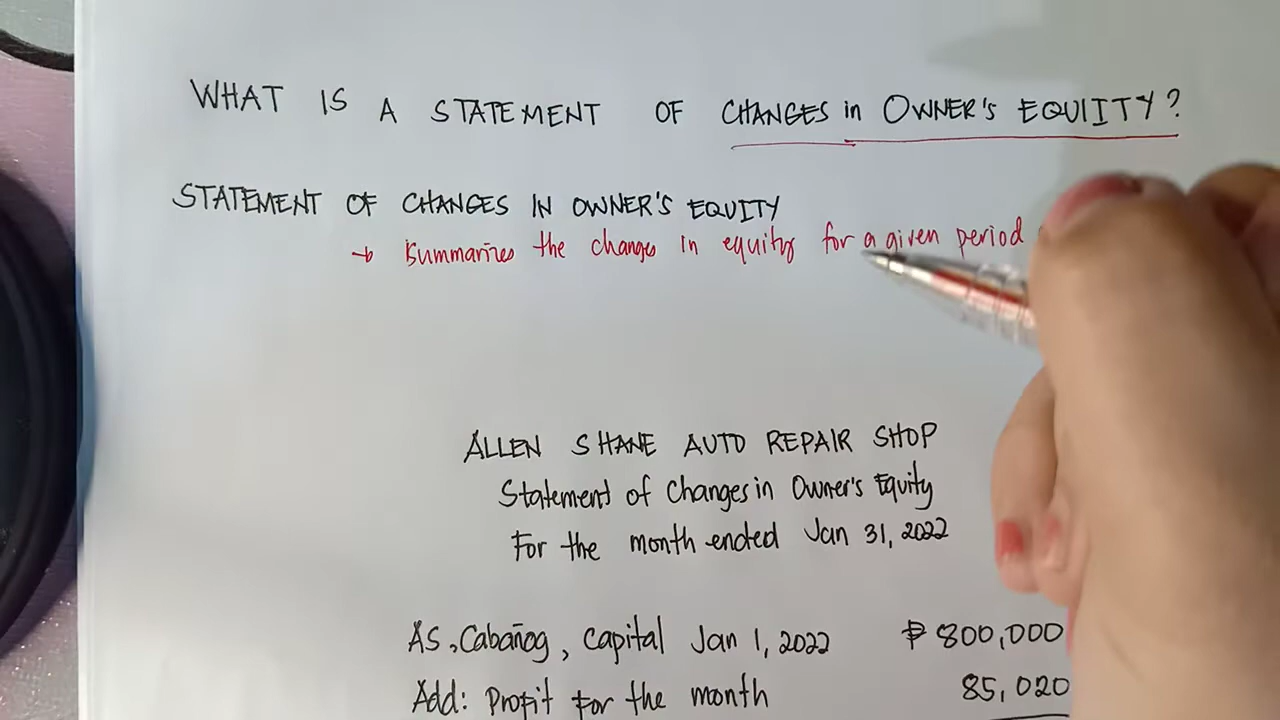 WHAT IS A STATEMENT OF CHANGES in OWNER'S EQUITY?
STATEMENT OF CHANGES IN OWNER'S EQUITY
→ Summarizes the changes in equity for a given period
ALLEN SHANE AUTO REPAIR SHOP
Statement of Changes in Owner's Equity
For the month ended Jan 31, 2022
AS. Cabañog, Capital Jan 1, 2022 ₱ 800,000
Add: Profit for the month 85,020